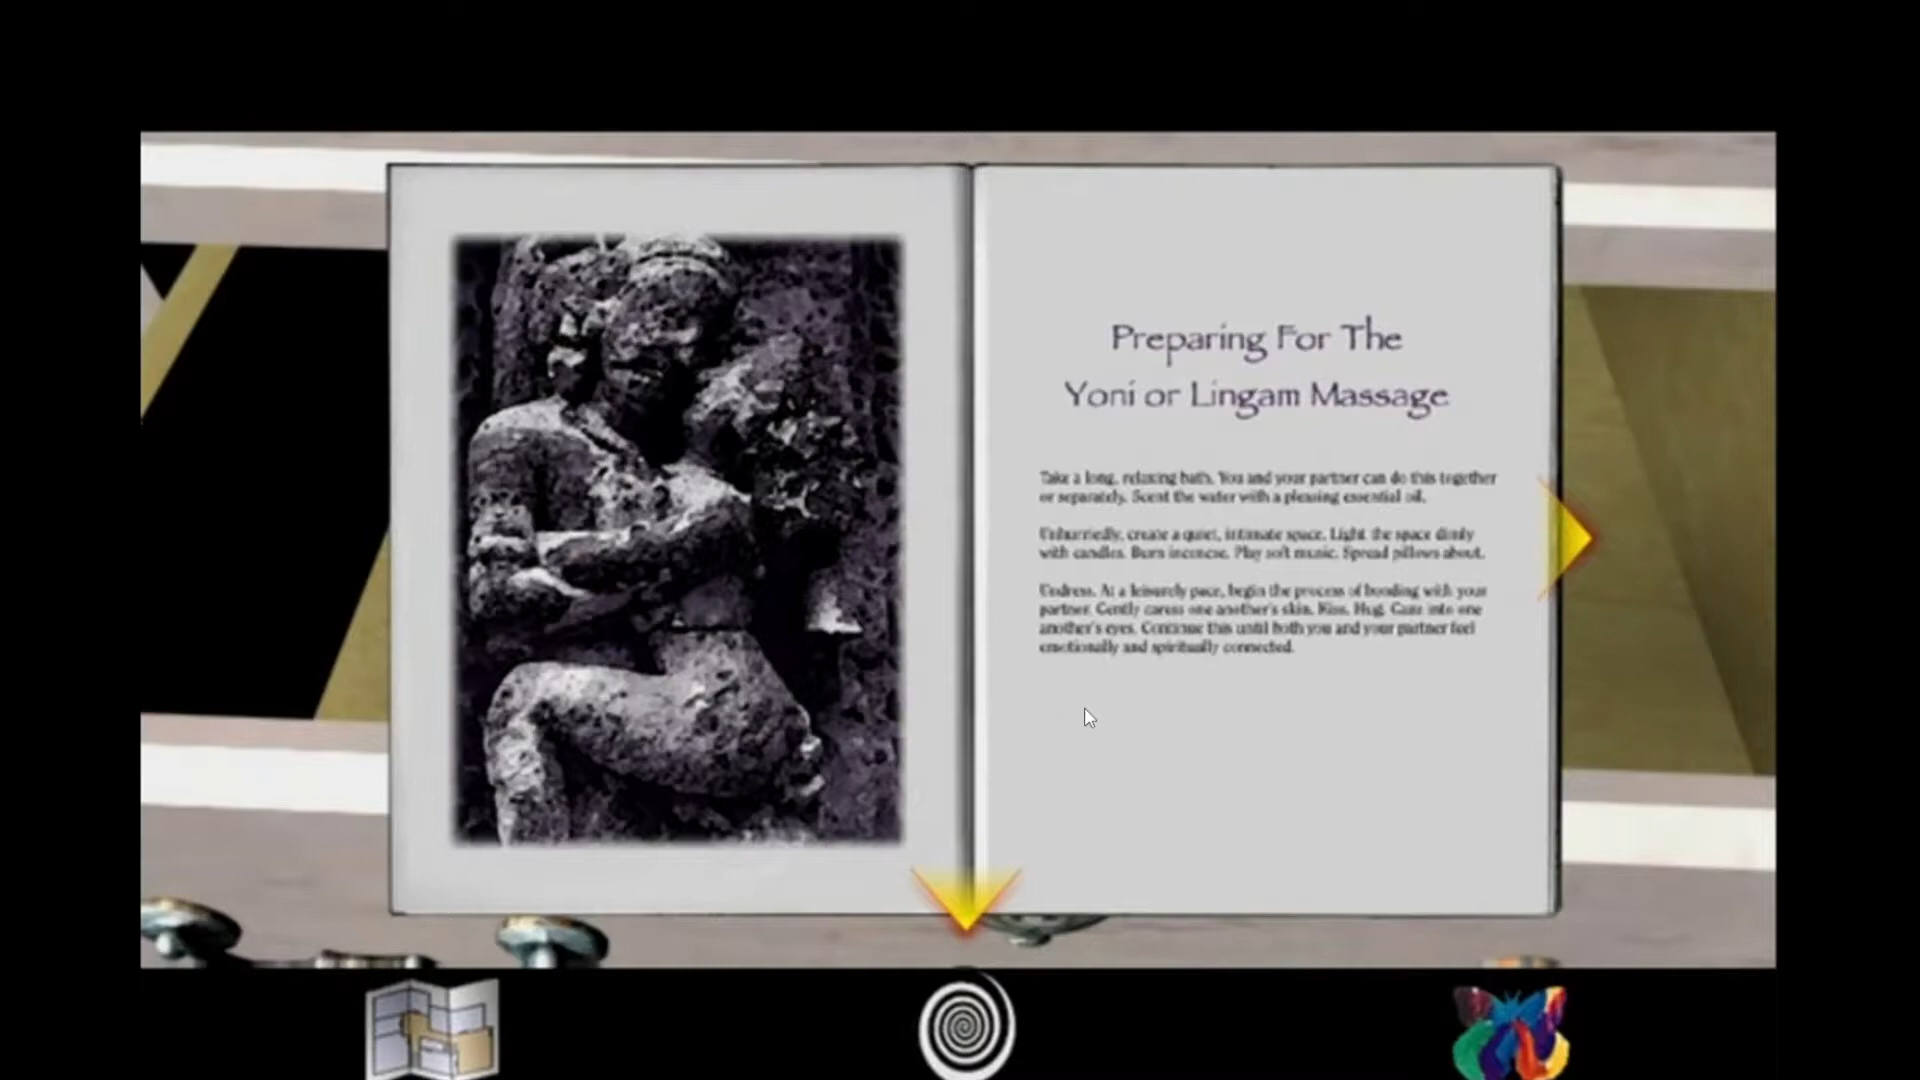 Preparing For The
Yoni or Lingam Massage
Take a long, relaxing bath. You and your partner can do this together
or separately. Scent the water with a pleasing essential oil.
Unhurriedly, create a quiet, intimate space. Light the space dimly
with candles. Burn incense. Play soft music. Spread pillows about.
Undress. At a leisurely pace, begin the process of bonding with your
partner. Gently caress one another's skin. Kiss. Hug. Gaze into one
another's eyes. Continue this until both you and your partner feel
emotionally and spiritually connected.